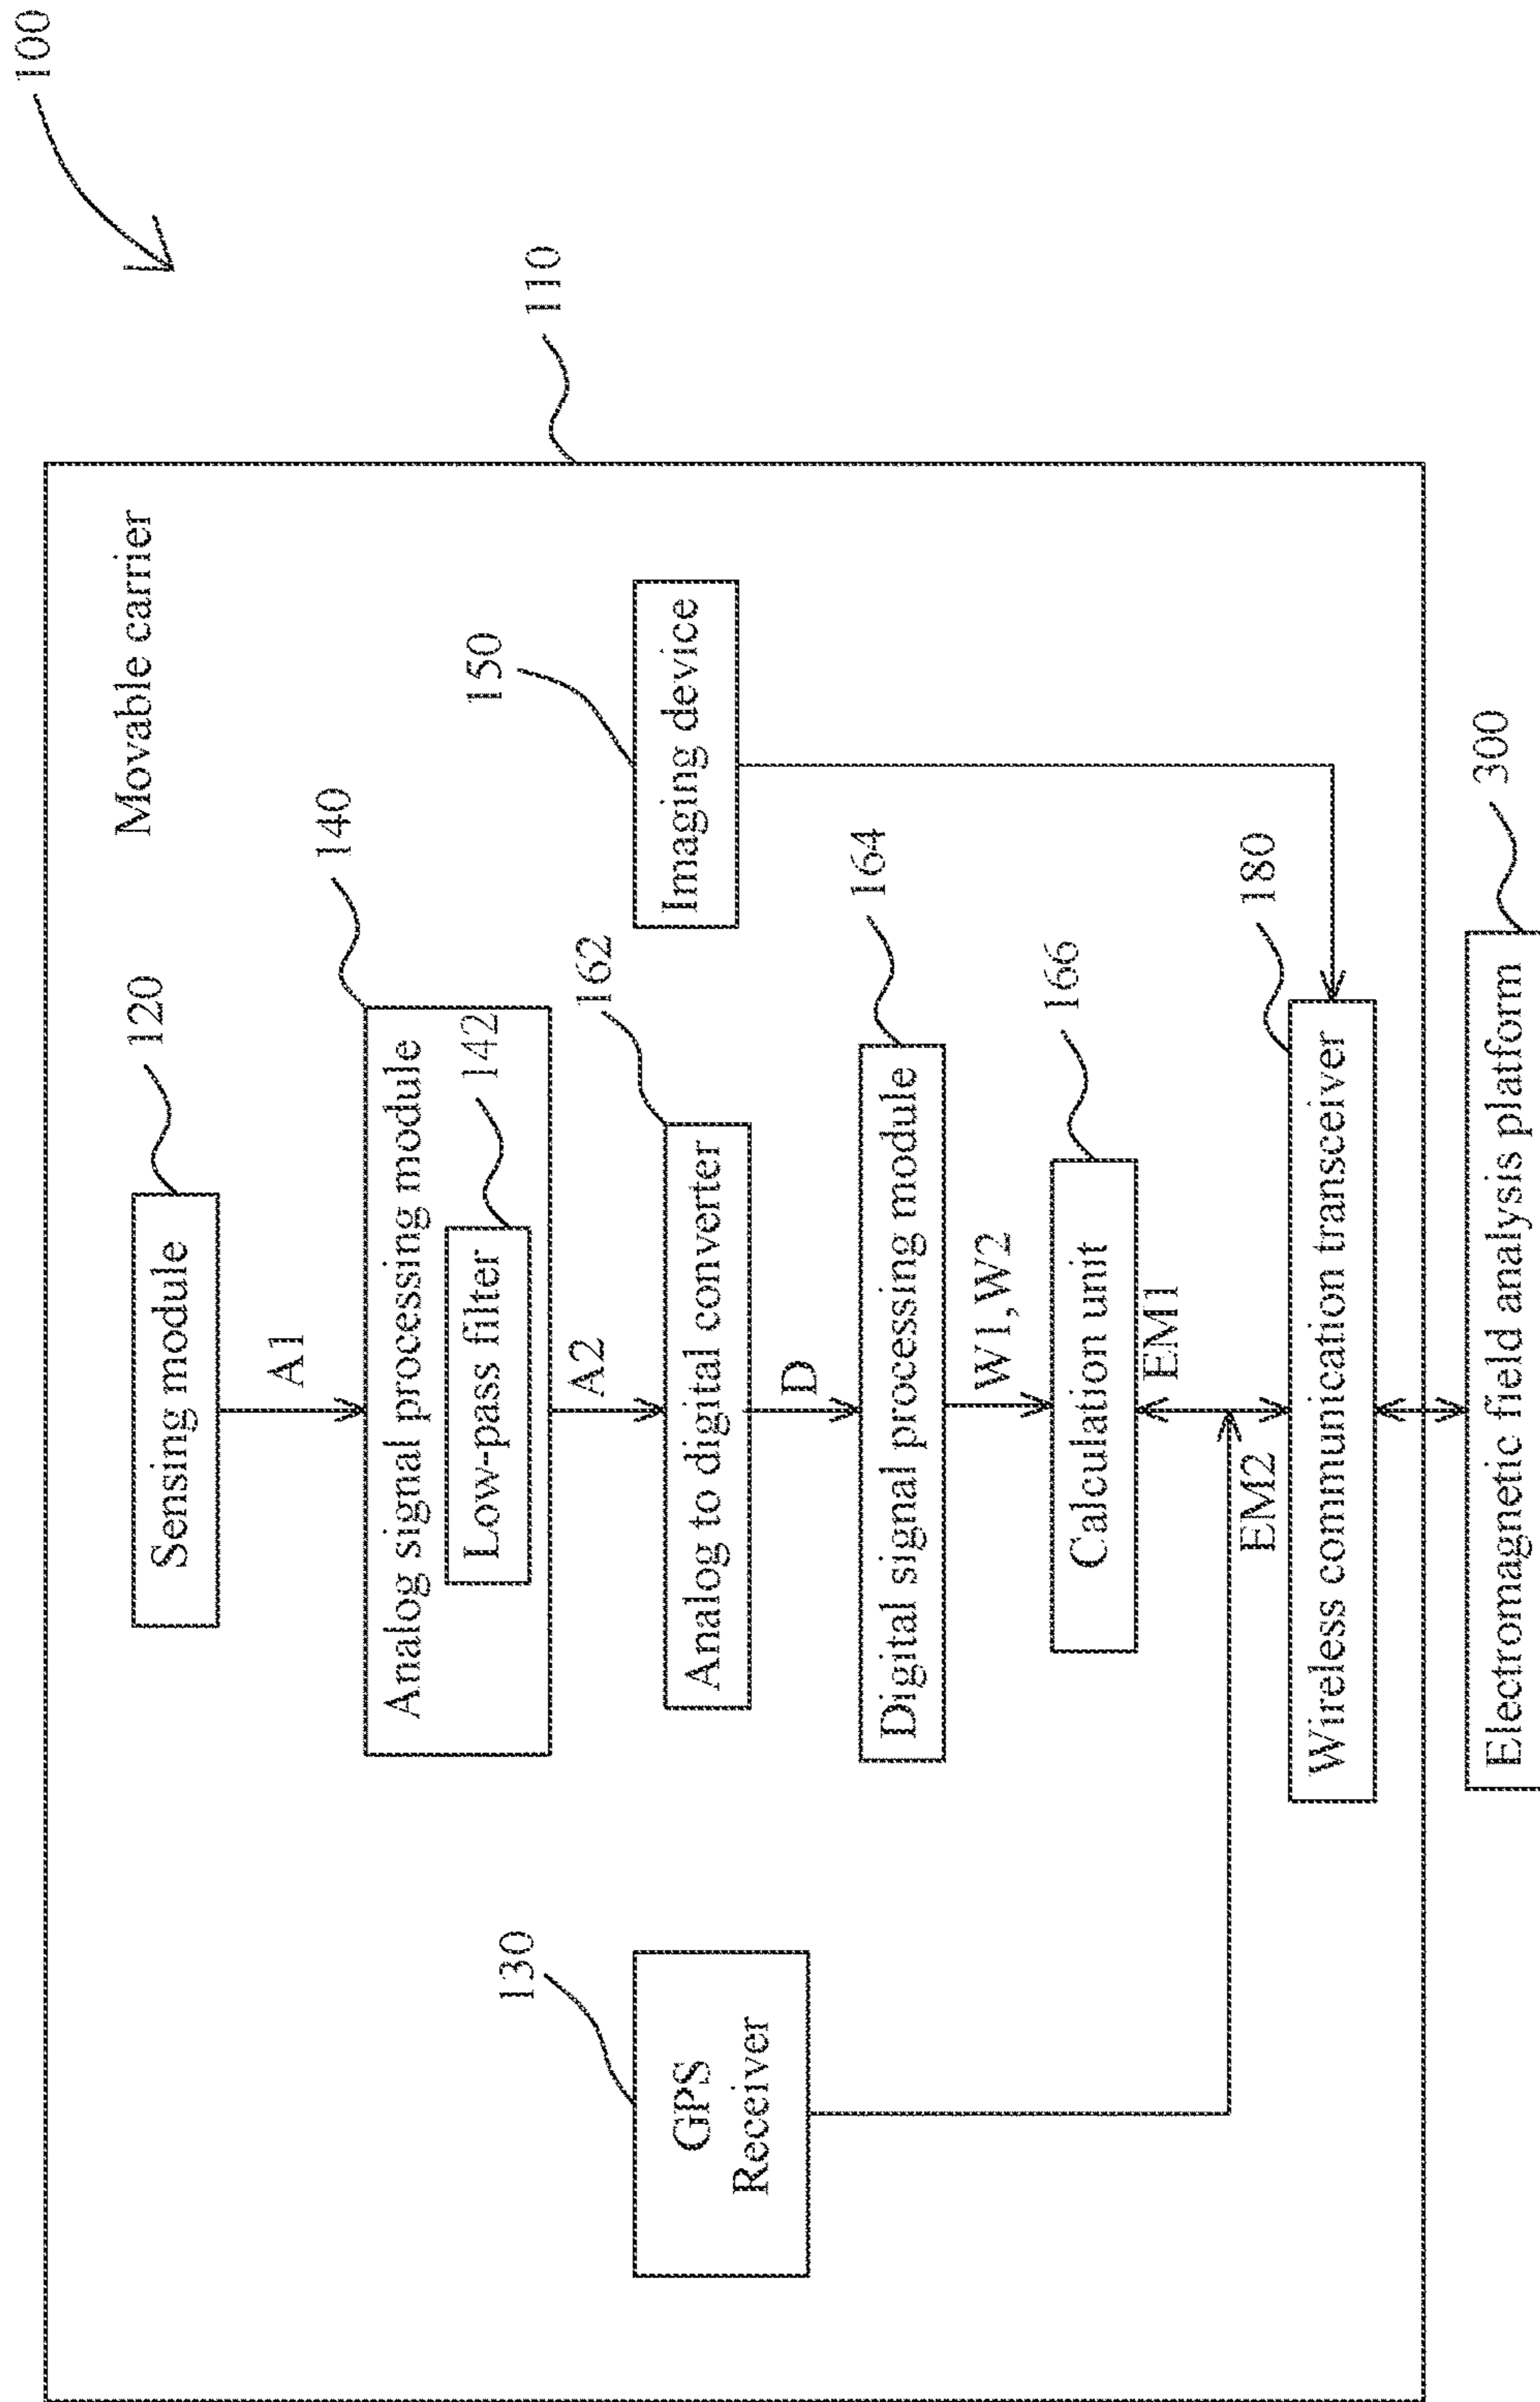 100
110
Movable carrier
120
Sensing module
A1
140
Analog signal processing module
142
Low-pass filter
A2
130
GPS
Receiver
162
Analog to digital converter
150
Imaging device
D
164
Digital signal processing module
W1,W2
166
Calculation unit
EM1
EM2
180
Wireless communication transceiver
300
Electromagnetic field analysis platform